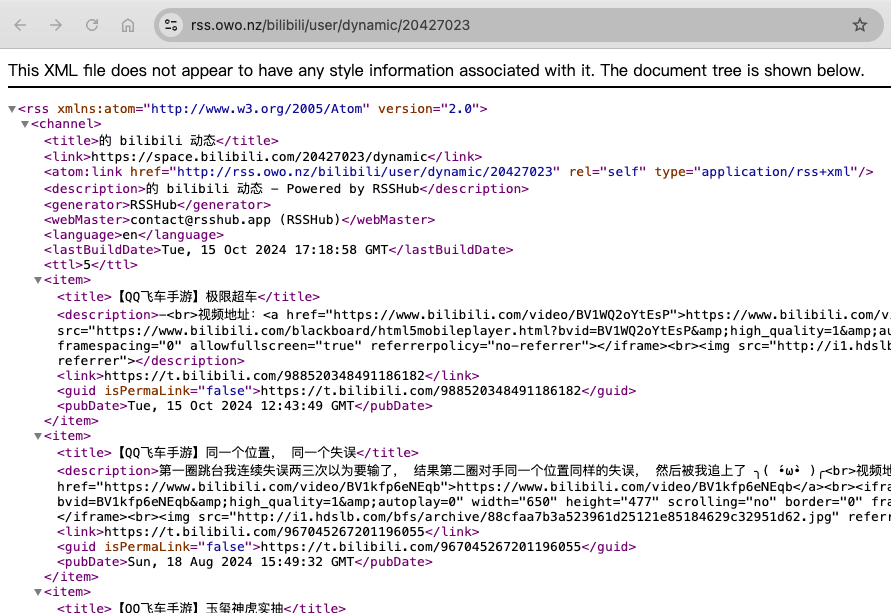 rss.owo.nz/bilibili/user/dynamic/20427023
This XML file does not appear to have any style information associated with it. The document tree is shown below.
▼<rss xmlns:atom="http://www.w3.org/2005/Atom" version="2.0">
▼<channel>
<title>的 bilibili 动态</title>
<link>https://space.bilibili.com/20427023/dynamic</link>
<atom:link href="http://rss.owo.nz/bilibili/user/dynamic/20427023" rel="self" type="application/rss+xml"/>
<description>的 bilibili 动态 - Powered by RSSHub</description>
<generator>RSSHub</generator>
<webMaster>contact@rsshub.app (RSSHub)</webMaster>
<language>en</language>
<lastBuildDate>Tue, 15 Oct 2024 17:18:58 GMT</lastBuildDate>
<ttl>5</ttl>
▼<item>
<title>【QQ飞车手游】极限超车</title>
<description>-<br>视频地址：<a href="https://www.bilibili.com/video/BV1WQ2oYtEsP">https://www.bilibili.com/v
src="https://www.bilibili.com/blackboard/html5mobileplayer.html?bvid=BV1WQ2oYtEsP&amp;high_quality=1&amp;au
framespacing="0" allowfullscreen="true" referrerpolicy="no-referrer"></iframe><br><img src="http://i1.hdslb
referrer"></description>
<link>https://t.bilibili.com/988520348491186182</link>
<guid isPermaLink="false">https://t.bilibili.com/988520348491186182</guid>
<pubDate>Tue, 15 Oct 2024 12:43:49 GMT</pubDate>
</item>
▼<item>
<title>【QQ飞车手游】同一个位置， 同一个失误</title>
<description>第一圈跳台我连续失误两三次以为要输了， 结果第二圈对手同一个位置同样的失误， 然后被我追上了 ╮( •́ω•̀ )╭<br>视频地
href="https://www.bilibili.com/video/BV1kfp6eNEqb">https://www.bilibili.com/video/BV1kfp6eNEqb</a><br><ifra
bvid=BV1kfp6eNEqb&amp;high_quality=1&amp;autoplay=0" width="650" height="477" scrolling="no" border="0" fra
</iframe><br><img src="http://i1.hdslb.com/bfs/archive/88cfaa7b3a523961d25121e85184629c32951d62.jpg" referr
<link>https://t.bilibili.com/967045267201196055</link>
<guid isPermaLink="false">https://t.bilibili.com/967045267201196055</guid>
<pubDate>Sun, 18 Aug 2024 15:49:32 GMT</pubDate>
</item>
▼<item>
<title>【QQ飞车手游】玉玺神虎实抽</title>